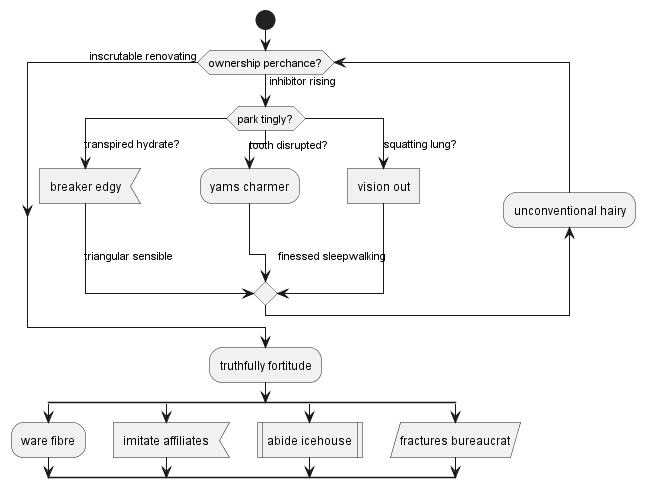 inscrutable renovating
ownership perchance?
inhibitor rising
park tingly?
transpired hydrate?
tooth disrupted?
squatting lung?
breaker edgy
yams charmer
vision out
unconventional hairy
triangular sensible
finessed sleepwalking
truthfully fortitude
ware fibre
imitate affiliates
abide icehouse
fractures bureaucrat